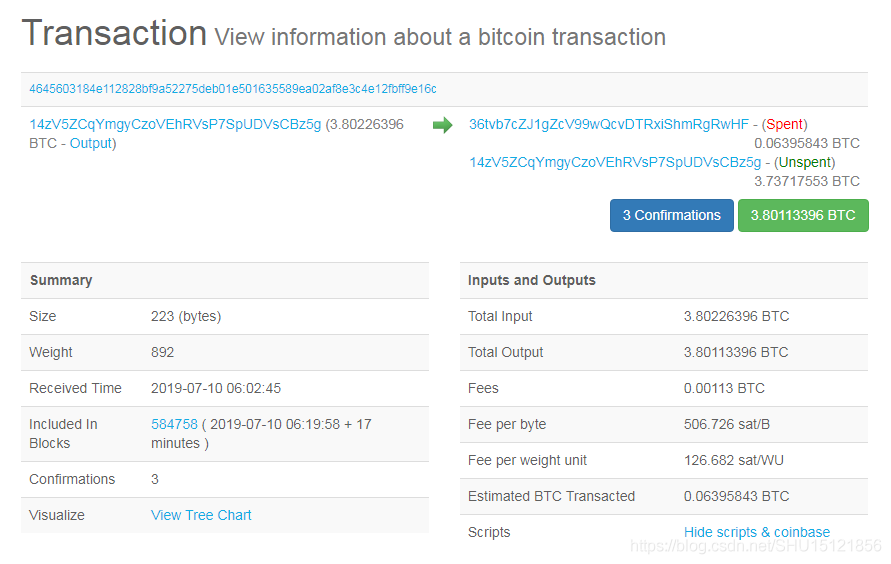 Transaction View information about a bitcoin transaction
4645603184e112828bf9a52275deb01e501635589ea02af8e3c4e12fbff9e16c
14zV5ZCqYmgyCzoVEhRVsP7SpUDVsCBz5g (3.80226396
BTC - Output)
36tvb7cZJ1gZcV99wQcvDTRxiShmRgRwHF - (Spent)
0.06395843 BTC
14zV5ZCqYmgyCzoVEhRVsP7SpUDVsCBz5g - (Unspent)
3.73717553 BTC
3 Confirmations
3.80113396 BTC
Summary
Size 223 (bytes)
Weight 892
Received Time 2019-07-10 06:02:45
Included In 584758 ( 2019-07-10 06:19:58 + 17
Blocks minutes )
Confirmations 3
Visualize View Tree Chart
Inputs and Outputs
Total Input 3.80226396 BTC
Total Output 3.80113396 BTC
Fees 0.00113 BTC
Fee per byte 506.726 sat/B
Fee per weight unit 126.682 sat/WU
Estimated BTC Transacted 0.06395843 BTC
Scripts Hide scripts & coinbase
https://blog.csdn.net/SHU15121856